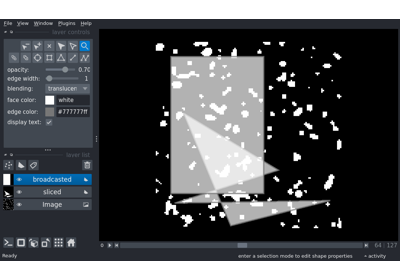 File View Window Plugins Help
layer controls
opacity: 0.70
edge width: 1
blending: translucen
face color: white
edge color: #777777ff
display text:
layer list
broadcasted
sliced
Image
0 64 127
Ready enter a selection mode to edit shape properties activity